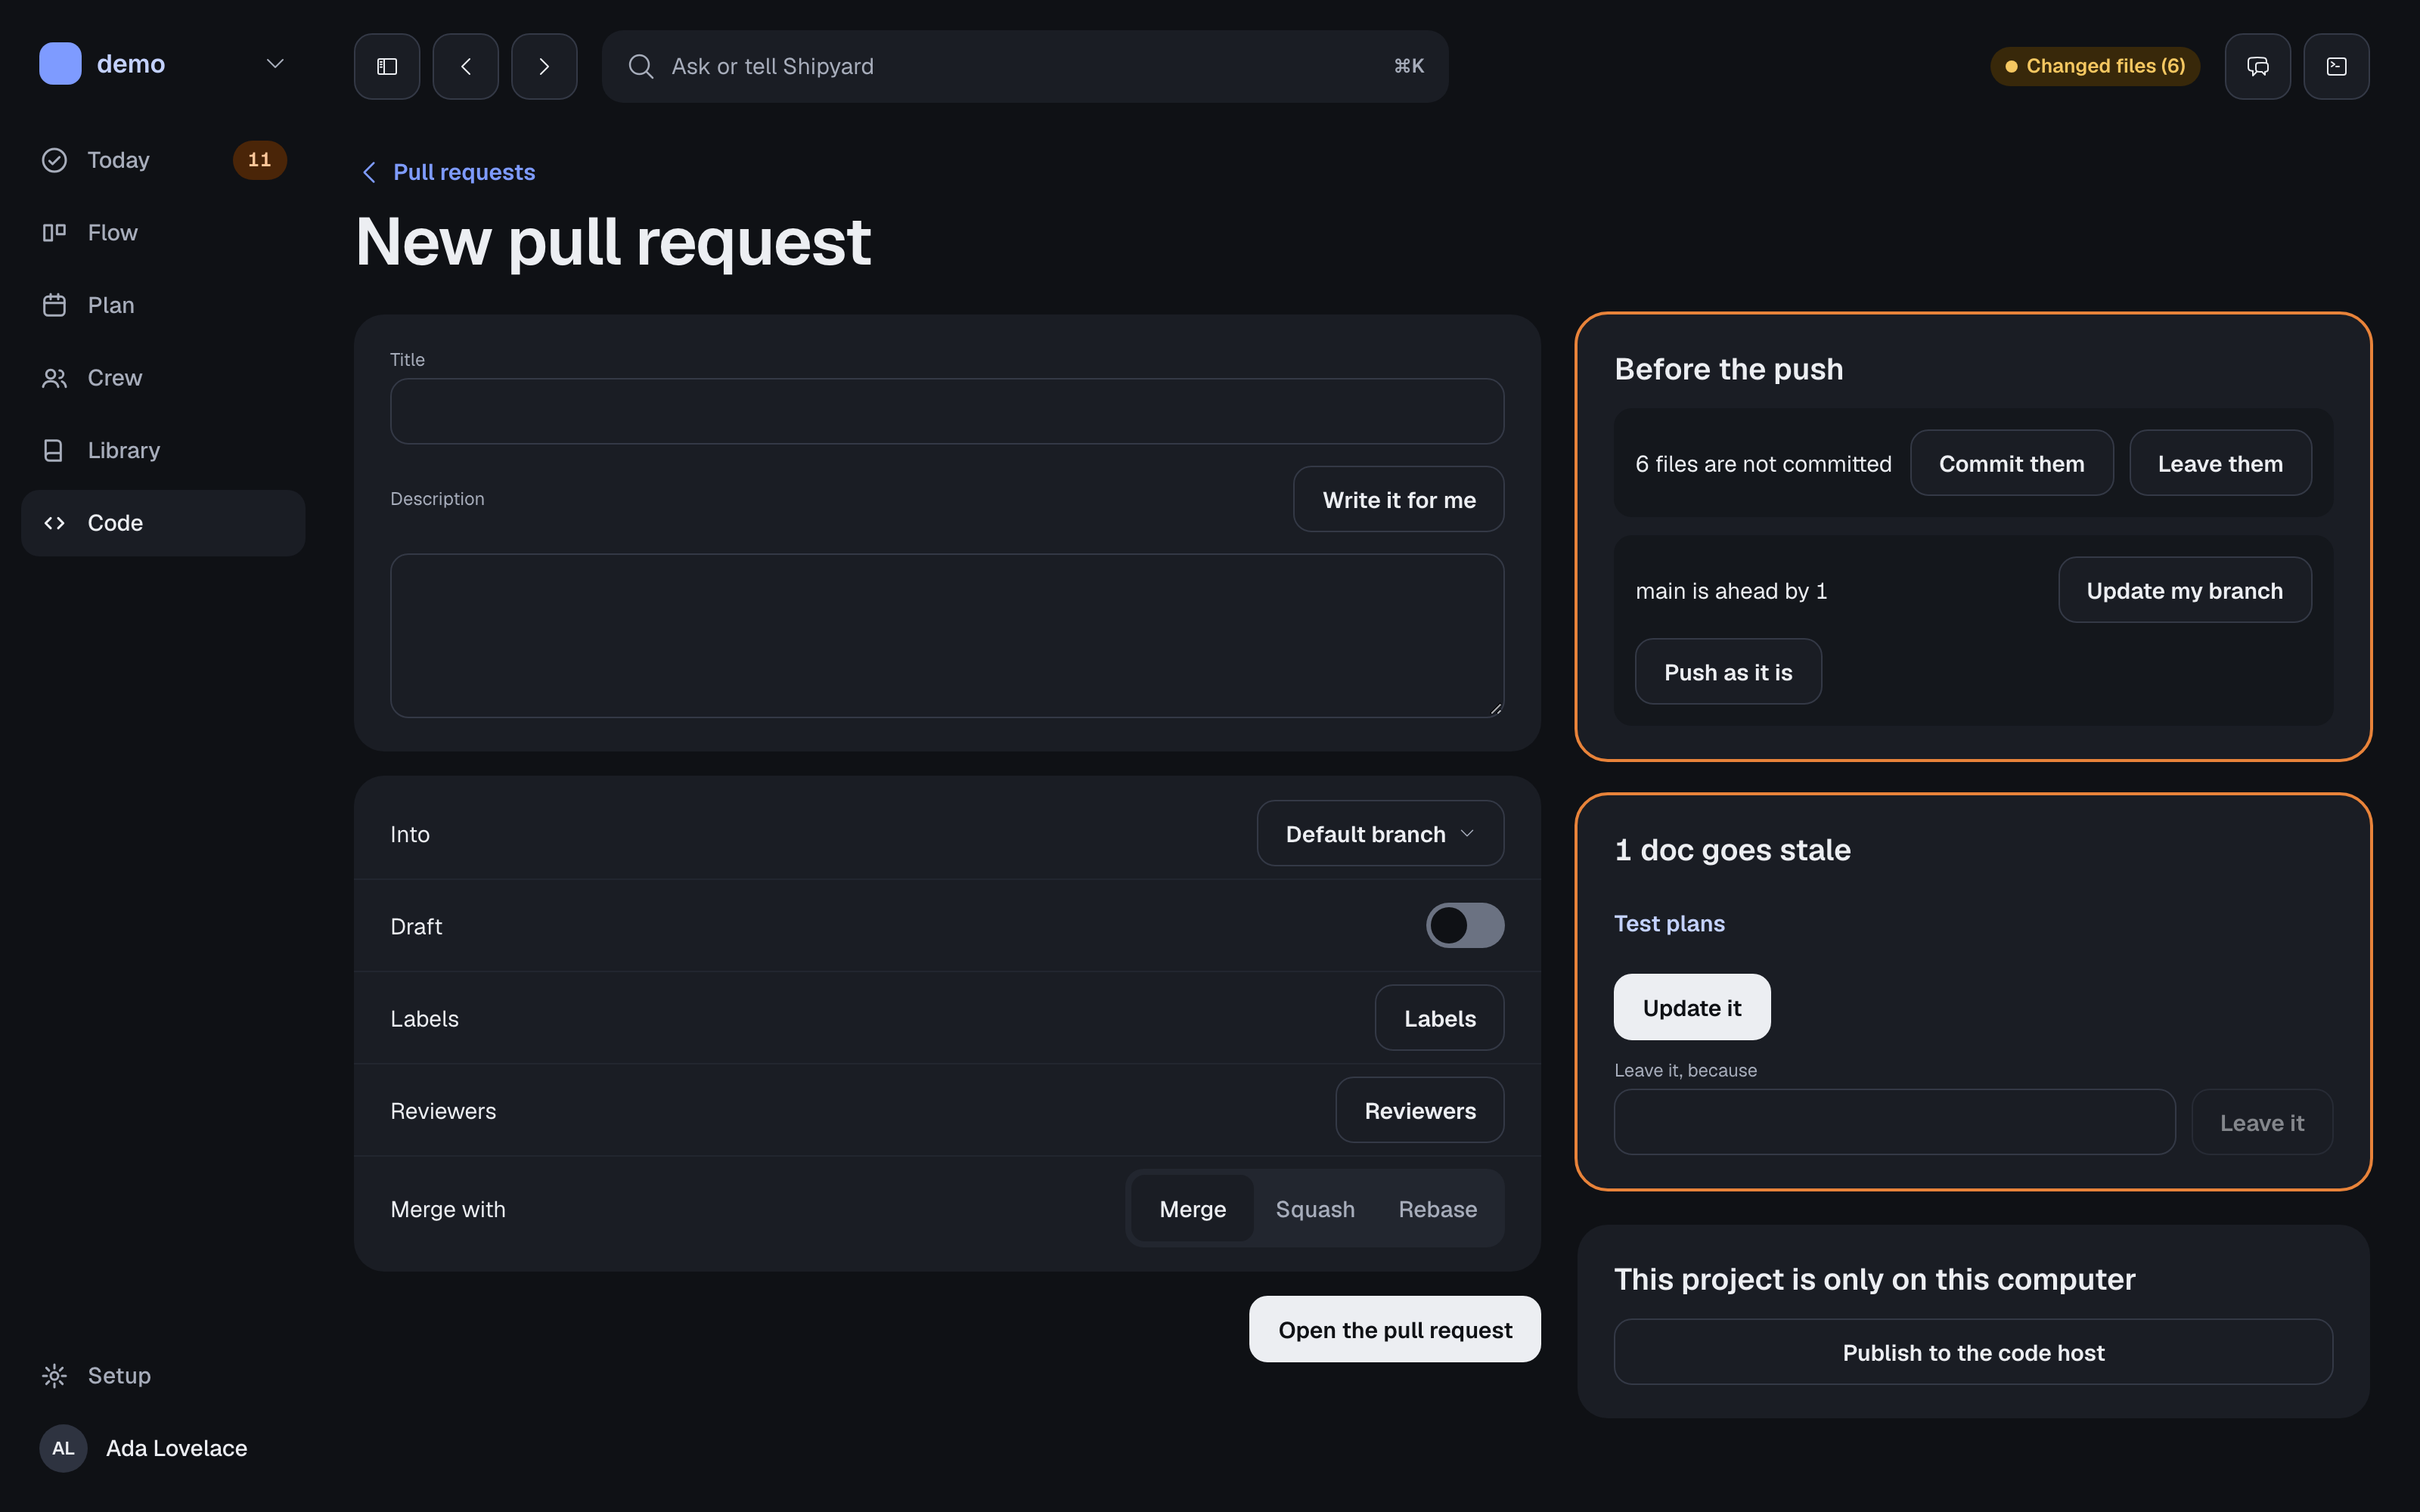 demo
Ask or tell Shipyard
⌘K
Changed files (6)
Today
11
Flow
Plan
Crew
Library
Code
Setup
AL
Ada Lovelace
Pull requests
New pull request
Title
Description
Write it for me
Into
Default branch
Draft
Labels
Labels
Reviewers
Reviewers
Merge with
Merge
Squash
Rebase
Open the pull request
Before the push
6 files are not committed
Commit them
Leave them
main is ahead by 1
Update my branch
Push as it is
1 doc goes stale
Test plans
Update it
Leave it, because
Leave it
This project is only on this computer
Publish to the code host